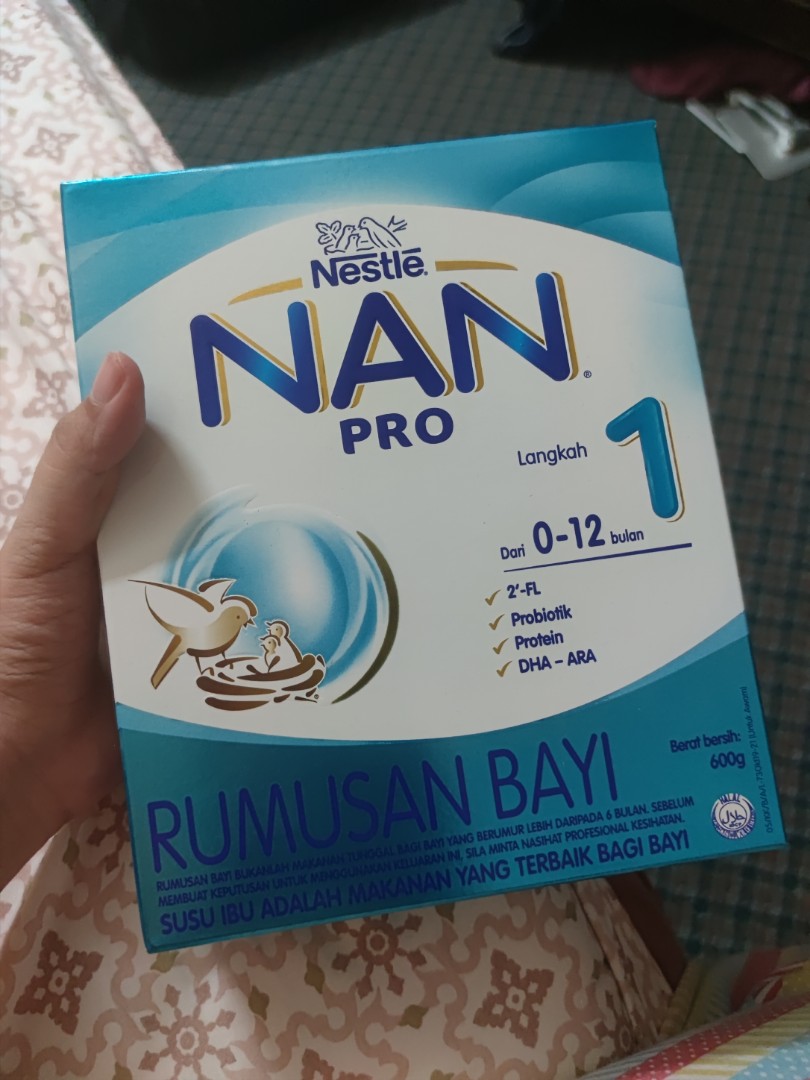 Nestlé®
NAN®
PRO
Langkah 1
Dari 0-12 bulan
2'-FL
Probiotik
Protein
DHA – ARA
RUMUSAN BAYI
Berat bersih:
600g
RUMUSAN BAYI BUKANLAH MAKANAN TUNGGAL BAGI BAYI YANG BERUMUR LEBIH DARIPADA 6 BULAN. SEBELUM
MEMBUAT KEPUTUSAN UNTUK MENGGUNAKAN KELUARAN INI, SILA MINTA NASIHAT PROFESIONAL KESIHATAN.
SUSU IBU ADALAH MAKANAN YANG TERBAIK BAGI BAYI
HALAL
حلال